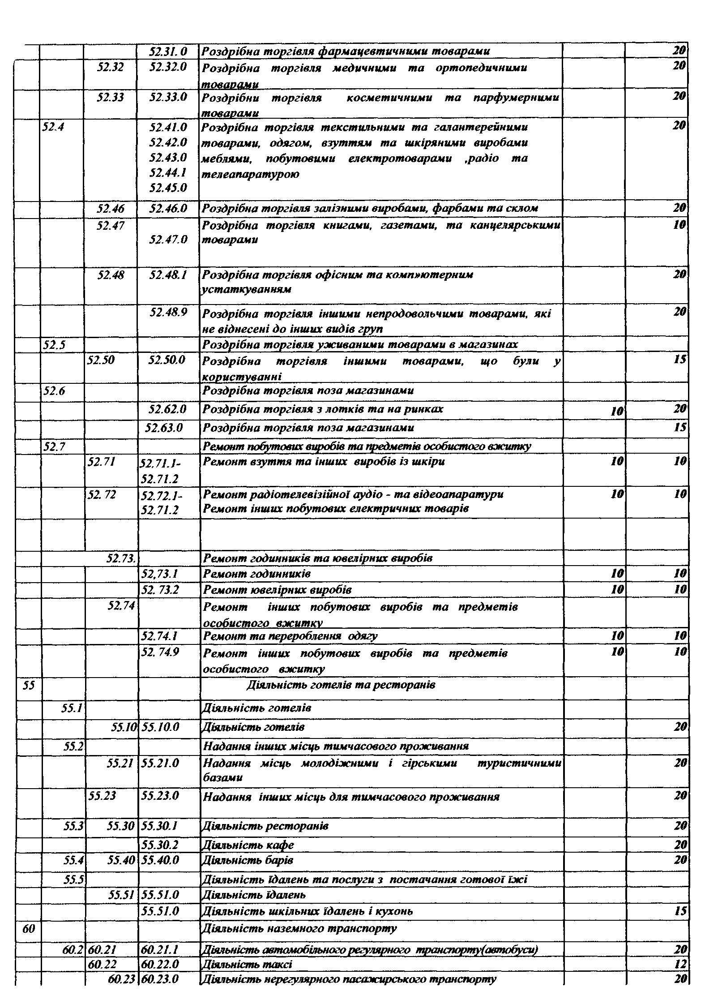 52.31. 0 Роздрібна торгівля фармацевтичними товарами 20
52.32 52.32.0 Роздрібна торгівля медичними та ортопедичними 20
товарами
52.33 52.33.0 Роздрібни торгівля косметичними та парфумерними 20
товарами
52.4 52.41.0 Роздрібна торгівля текстильними та галантерейними 20
52.42.0 товарами, одягом, взуттям та шкіряними виробами
52.43.0 меблями, побутовими електротоварами ,радіо та
52.44.1 телеапаратурою
52.45.0
52.46 52.46.0 Роздрібна торгівля залізними виробами, фарбами та склом 20
52.47 Роздрібна торгівля книгами, газетами, та канцелярськими 10
52.47.0 товарами
52.48 52.48.1 Роздрібна торгівля офісним та комп»ютерним 20
устаткуванням
52.48.9 Роздрібна торгівля іншими непродовольчими товарами, які 20
не віднесені до інших видів груп
52.5 Роздрібна торгівля уживаними товарами в магазинах
52.50 52.50.0 Роздрібна торгівля іншими товарами, що були у 15
користуванні
52.6 Роздрібна торгівля поза магазинами
52.62.0 Роздрібна торгівля з лотків та на ринках 10 20
52.63.0 Роздрібна торгівля поза магазинами 15
52.7 Ремонт побутових виробів та предметів особистого вжитку
52.71 52.71.1- Ремонт взуття та інших виробів із шкіри 10 10
52.71.2
52. 72 52.72.1- Ремонт радіотелевізійної аудіо - та відеоапаратури 10 10
52.71.2 Ремонт інших побутових електричних товарів
52.73. Ремонт годинників та ювелірних виробів
52,73.1 Ремонт годинників 10 10
52. 73.2 Ремонт ювелірних виробів 10 10
52.74 Ремонт інших побутових виробів та предметів
особистого вжитку
52.74.1 Ремонт та перероблення одягу 10 10
52. 74.9 Ремонт інших побутових виробів та предметів 10 10
особистого вжитку
55 Діяльність готелів та ресторанів
55.1 Діяльність готелів
55.10 55.10.0 Діяльність готелів 20
55.2 Надання інших місць тимчасового проживання
55.21 55.21.0 Надання місць молодіжними і гірськими туристичними 20
базами
55.23 55.23.0 Надання інших місць для тимчасового проживання 20
55.3 55.30 55.30.1 Діяльність ресторанів 20
55.30.2 Діяльність кафе 20
55.4 55.40 55.40.0 Діяльність барів 20
55.5 Діяльність їдалень та послуги з постачання готової їжі
55.51 55.51.0 Діяльність їдалень
55.51.0 Діяльність шкільних їдалень і кухонь 15
60 Діяльність наземного транспорту
60.2 60.21 60.21.1 Діяльність автомобільного регулярного транспорту(автобуси) 20
60.22 60.22.0 Діяльність таксі 12
60.23 60.23.0 Діяльність нерегулярного пасажирського транспорту 20